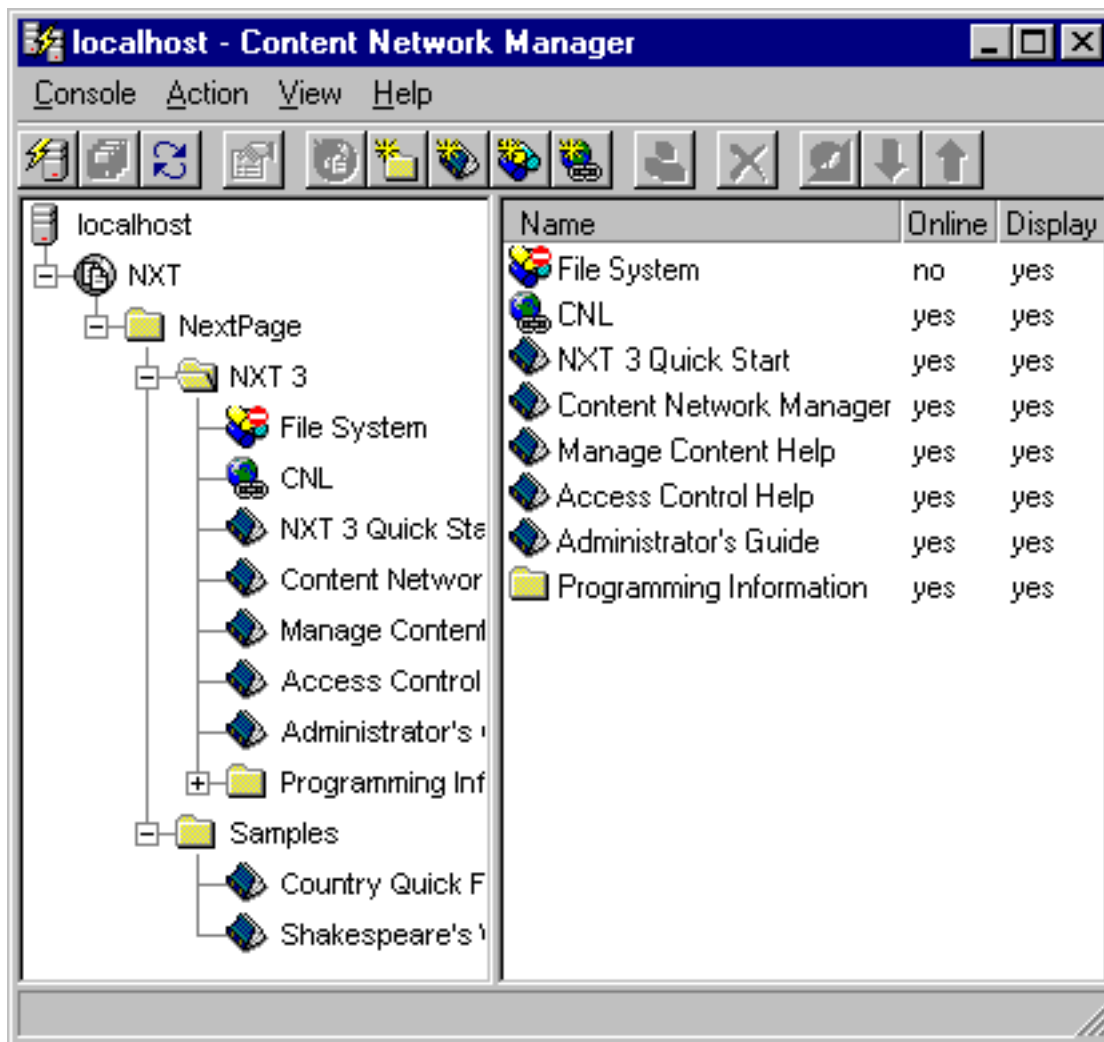 localhost - Content Network Manager
Console Action View Help
localhost
NXT
NextPage
NXT 3
File System
CNL
NXT 3 Quick Sta
Content Networ
Manage Content
Access Control
Administrator's
Programming Inf
Samples
Country Quick F
Shakespeare's
Name Online Display
File System no yes
CNL yes yes
NXT 3 Quick Start yes yes
Content Network Manager yes yes
Manage Content Help yes yes
Access Control Help yes yes
Administrator's Guide yes yes
Programming Information yes yes